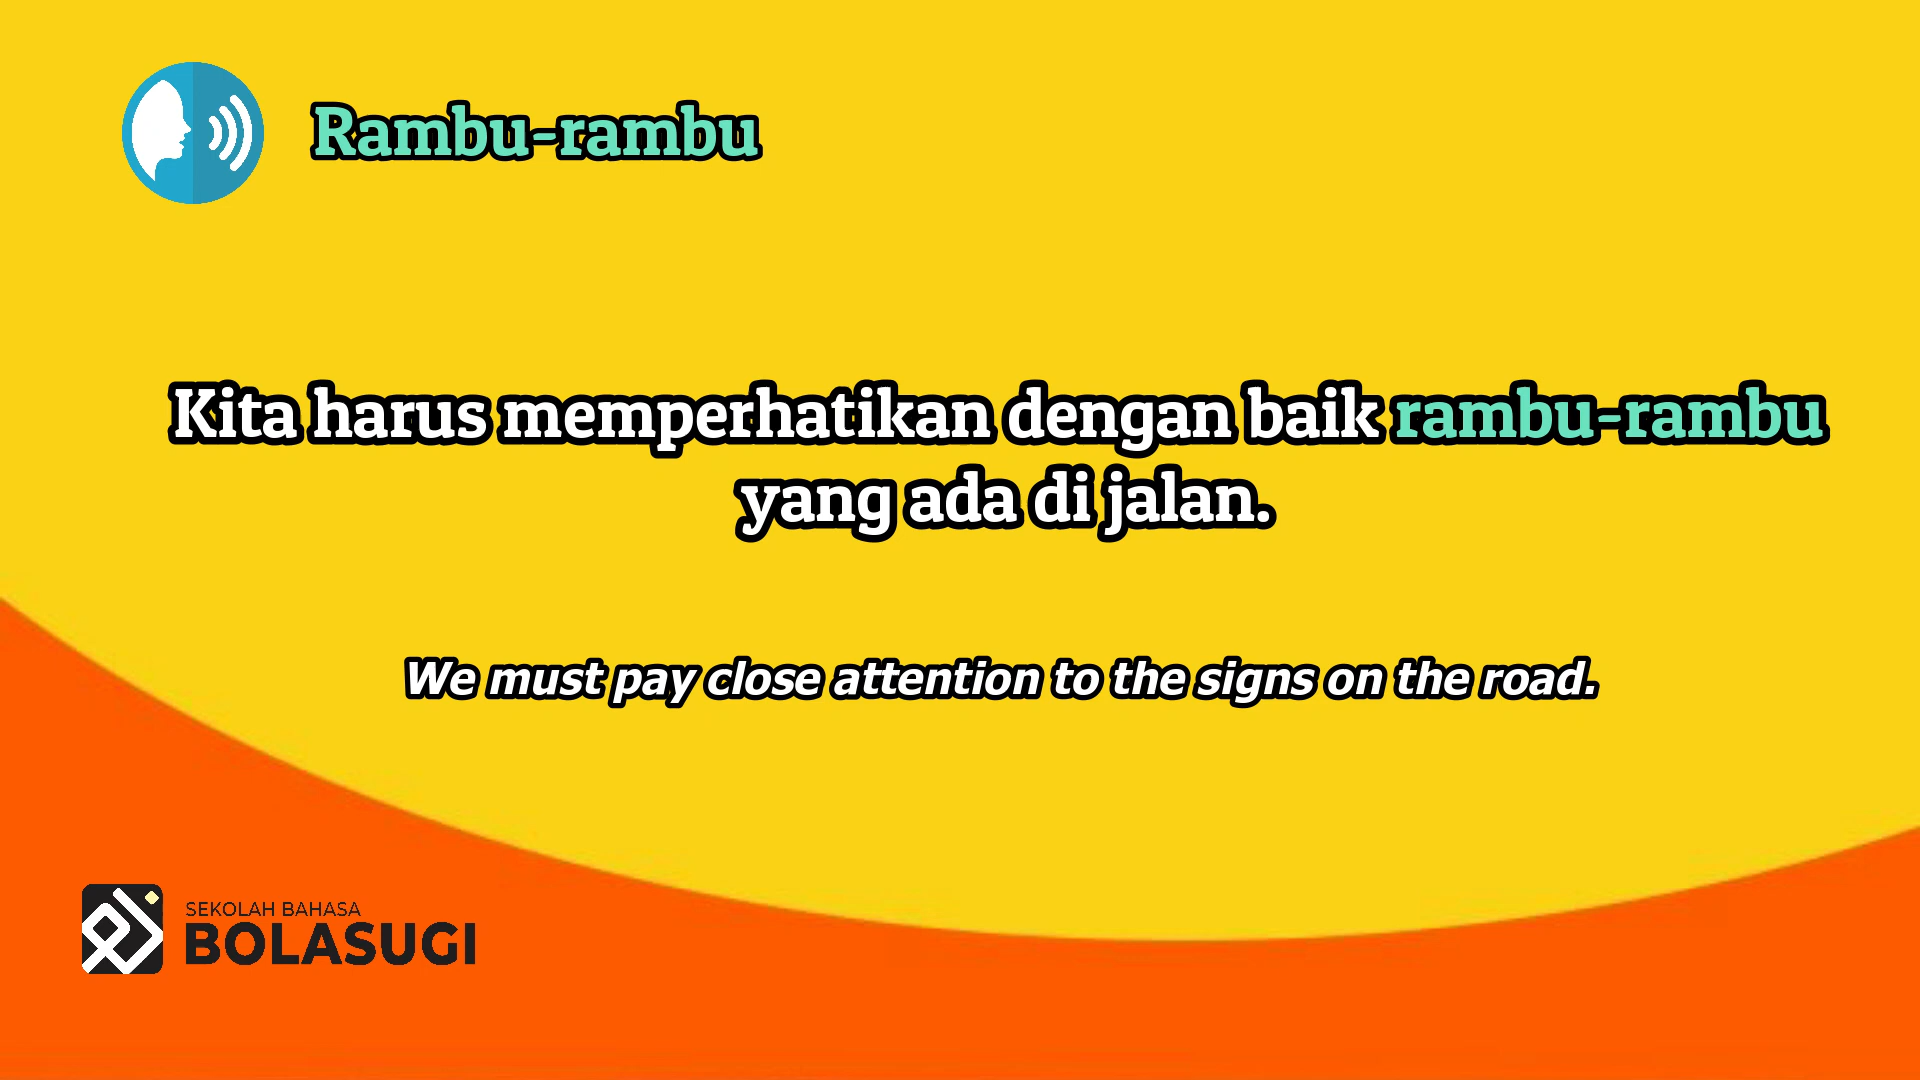 Rambu-rambu
Kita harus memperhatikan dengan baik rambu-rambu
yang ada di jalan.
We must pay close attention to the signs on the road.
SEKOLAH BAHASA
BOLASUGI